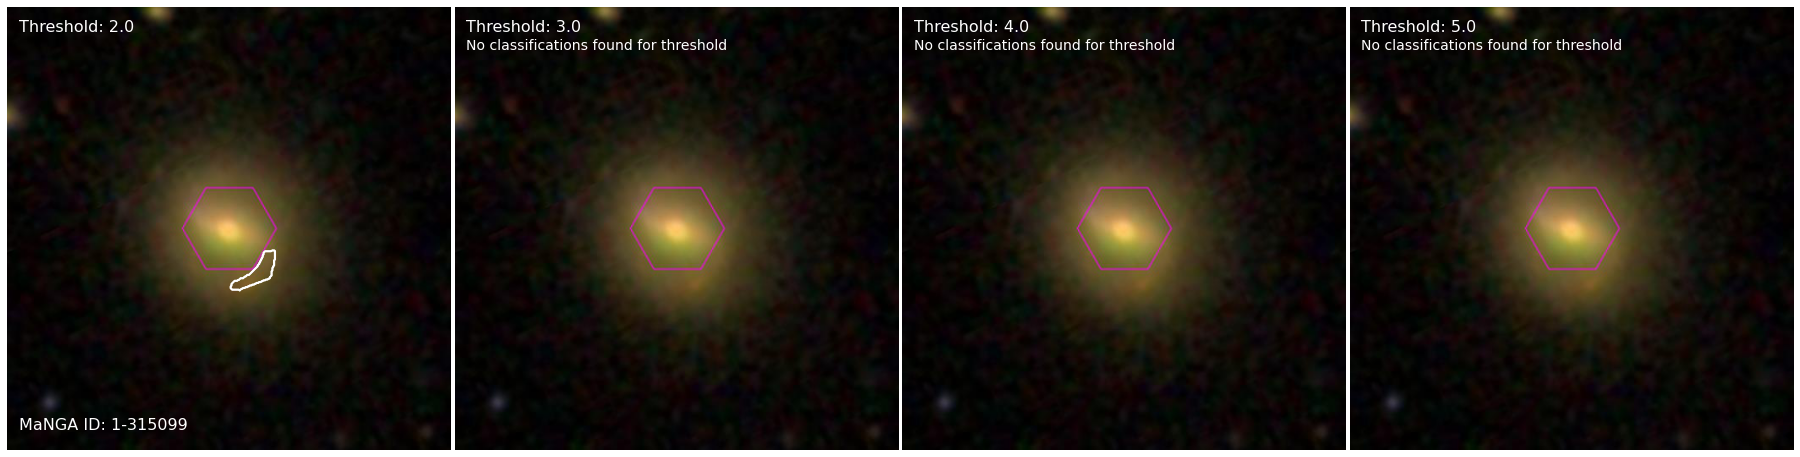 Threshold: 2.0
MaNGA ID: 1-315099
Threshold: 3.0
No classifications found for threshold
Threshold: 4.0
No classifications found for threshold
Threshold: 5.0
No classifications found for threshold